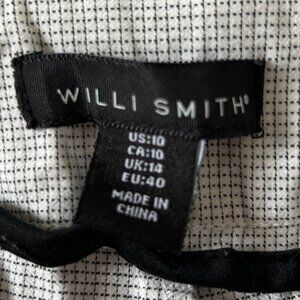 WILLI SMITH®
US:10
CA:10
UK:14
EU:40
MADE IN
CHINA